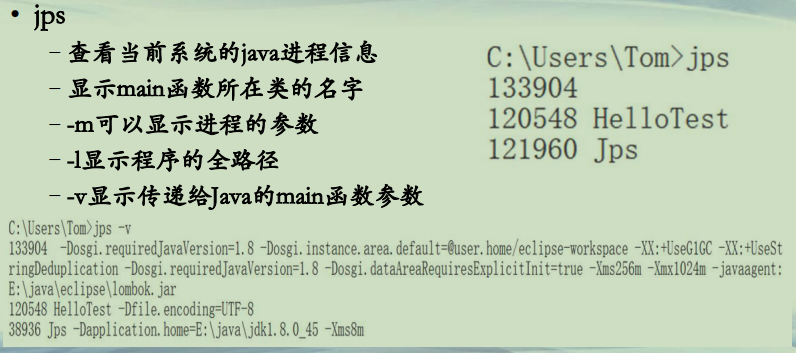 • jps
– 查看当前系统的java进程信息
– 显示main函数所在类的名字
– -m可以显示进程的参数
– -l显示程序的全路径
– -v显示传递给Java的main函数参数
C:\Users\Tom>jps
133904
120548 HelloTest
121960 Jps
C:\Users\Tom>jps -v
133904 -Dosgi.requiredJavaVersion=1.8 -Dosgi.instance.area.default=@user.home/eclipse-workspace -XX:+UseG1GC -XX:+UseSt
ringDeduplication -Dosgi.requiredJavaVersion=1.8 -Dosgi.dataAreaRequiresExplicitInit=true -Xms256m -Xmx1024m -javaagent:
E:\java\eclipse\lombok.jar
120548 HelloTest -Dfile.encoding=UTF-8
38936 Jps -Dapplication.home=E:\java\jdk1.8.0_45 -Xms8m